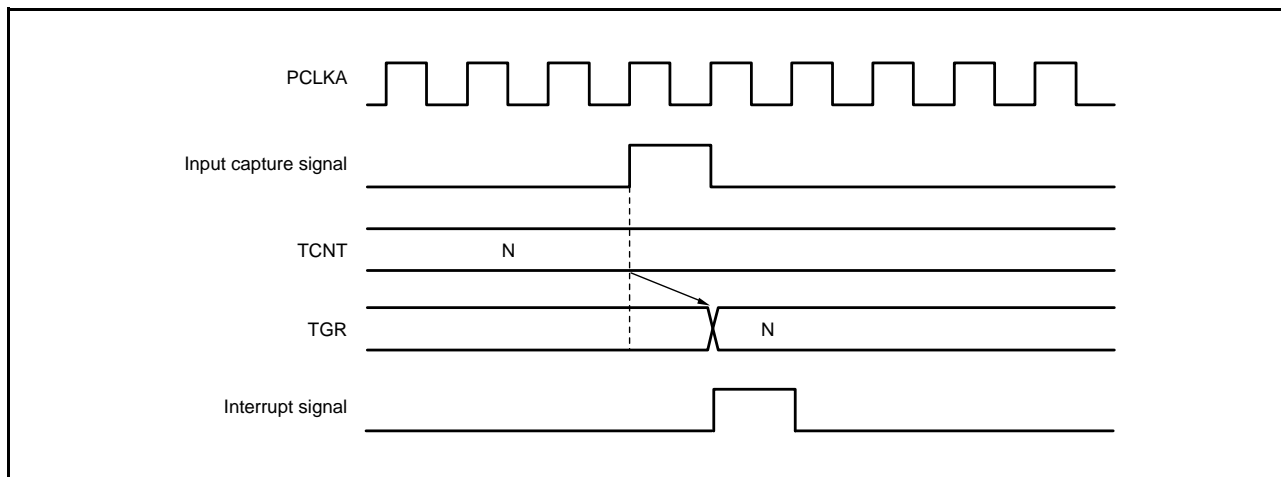 PCLKA
Input capture signal
TCNT
N
TGR
N
Interrupt signal